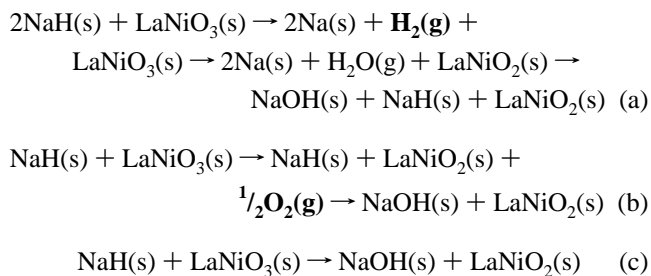 2NaH(s) + LaNiO₃(s) → 2Na(s) + H₂(g) +
LaNiO₃(s) → 2Na(s) + H₂O(g) + LaNiO₂(s) →
NaOH(s) + NaH(s) + LaNiO₂(s) (a)
NaH(s) + LaNiO₃(s) → NaH(s) + LaNiO₂(s) +
¹/₂O₂(g) → NaOH(s) + LaNiO₂(s) (b)
NaH(s) + LaNiO₃(s) → NaOH(s) + LaNiO₂(s) (c)